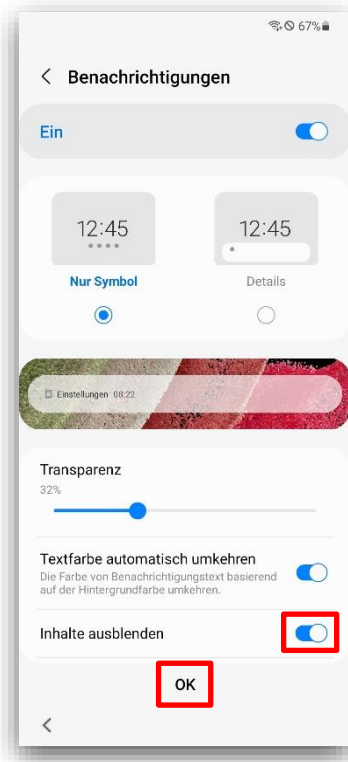 67%
Benachrichtigungen
Ein
12:45
12:45
Nur Symbol
Details
Einstellungen 08:22
Transparenz
32%
Textfarbe automatisch umkehren
Die Farbe von Benachrichtigungstext basierend
auf der Hintergrundfarbe umkehren.
Inhalte ausblenden
OK